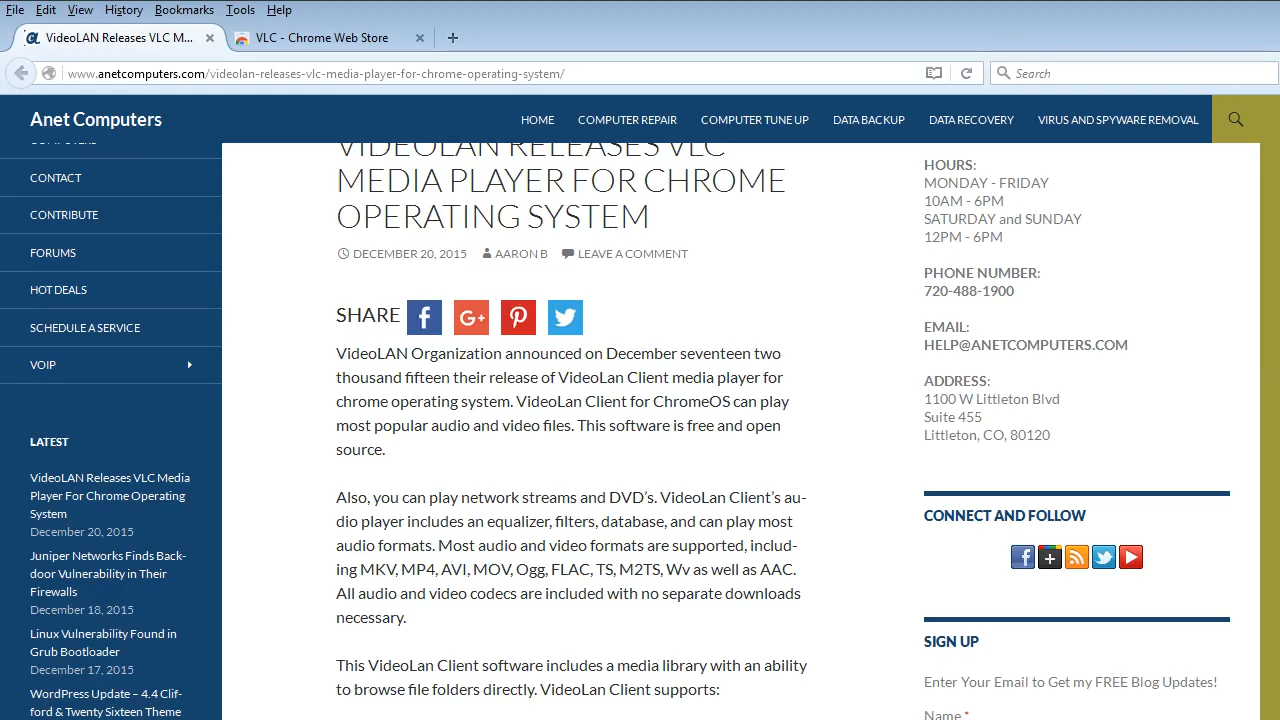 File Edit View History Bookmarks Tools Help
VideoLAN Releases VLC M...
VLC - Chrome Web Store
www.anetcomputers.com/videolan-releases-vlc-media-player-for-chrome-operating-system/
Search
Anet Computers
HOME COMPUTER REPAIR COMPUTER TUNE UP DATA BACKUP DATA RECOVERY VIRUS AND SPYWARE REMOVAL
COMPUTERS
CONTACT
CONTRIBUTE
FORUMS
HOT DEALS
SCHEDULE A SERVICE
VOIP
LATEST
VideoLAN Releases VLC Media
Player For Chrome Operating
System
December 20, 2015
Juniper Networks Finds Back-
door Vulnerability in Their
Firewalls
December 18, 2015
Linux Vulnerability Found in
Grub Bootloader
December 17, 2015
WordPress Update – 4.4 Clif-
ford & Twenty Sixteen Theme
VIDEOLAN RELEASES VLC
MEDIA PLAYER FOR CHROME
OPERATING SYSTEM
DECEMBER 20, 2015 AARON B LEAVE A COMMENT
SHARE
VideoLAN Organization announced on December seventeen two
thousand fifteen their release of VideoLan Client media player for
chrome operating system. VideoLan Client for ChromeOS can play
most popular audio and video files. This software is free and open
source.
Also, you can play network streams and DVD’s. VideoLan Client’s au-
dio player includes an equalizer, filters, database, and can play most
audio formats. Most audio and video formats are supported, includ-
ing MKV, MP4, AVI, MOV, Ogg, FLAC, TS, M2TS, Wv as well as AAC.
All audio and video codecs are included with no separate downloads
necessary.
This VideoLan Client software includes a media library with an ability
to browse file folders directly. VideoLan Client supports:
HOURS:
MONDAY - FRIDAY
10AM - 6PM
SATURDAY and SUNDAY
12PM - 6PM
PHONE NUMBER:
720-488-1900
EMAIL:
HELP@ANETCOMPUTERS.COM
ADDRESS:
1100 W Littleton Blvd
Suite 455
Littleton, CO, 80120
CONNECT AND FOLLOW
SIGN UP
Enter Your Email to Get my FREE Blog Updates!
Name *